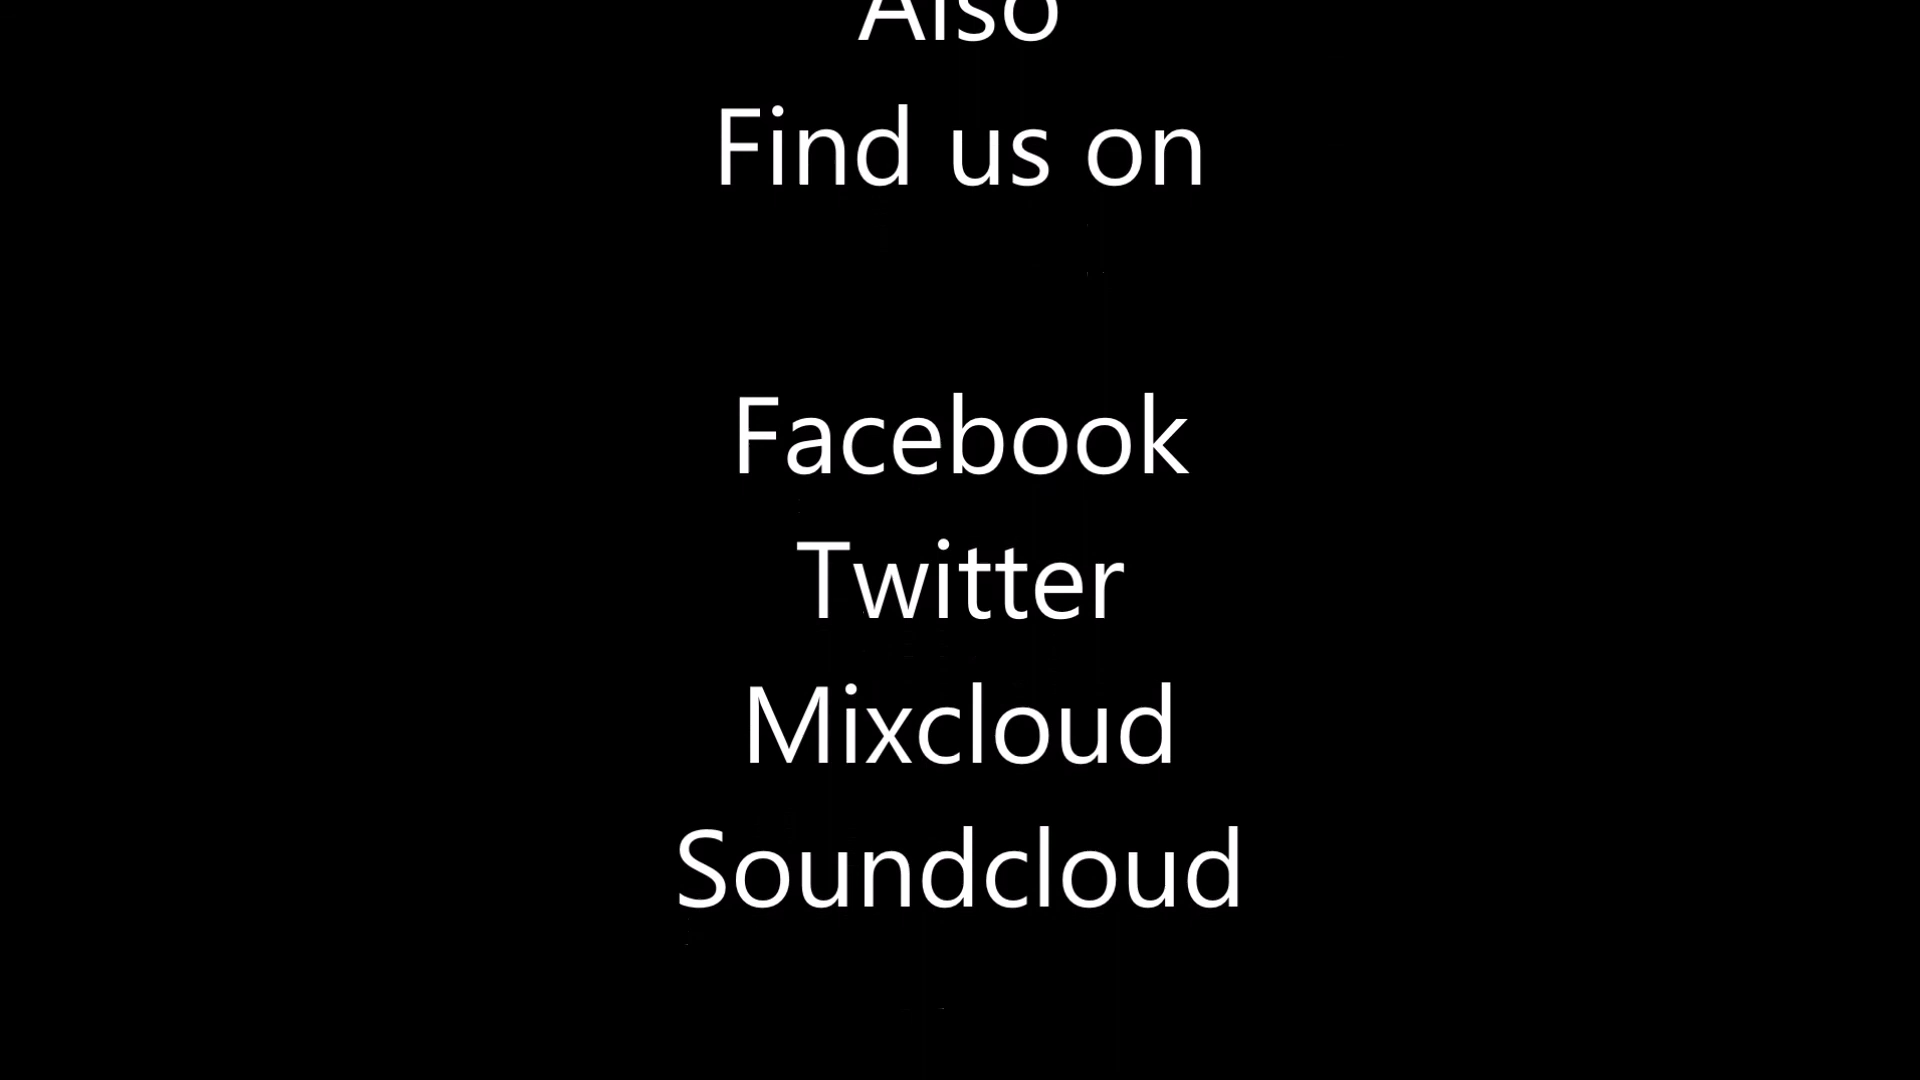 Also
Find us on
Facebook
Twitter
Mixcloud
Soundcloud